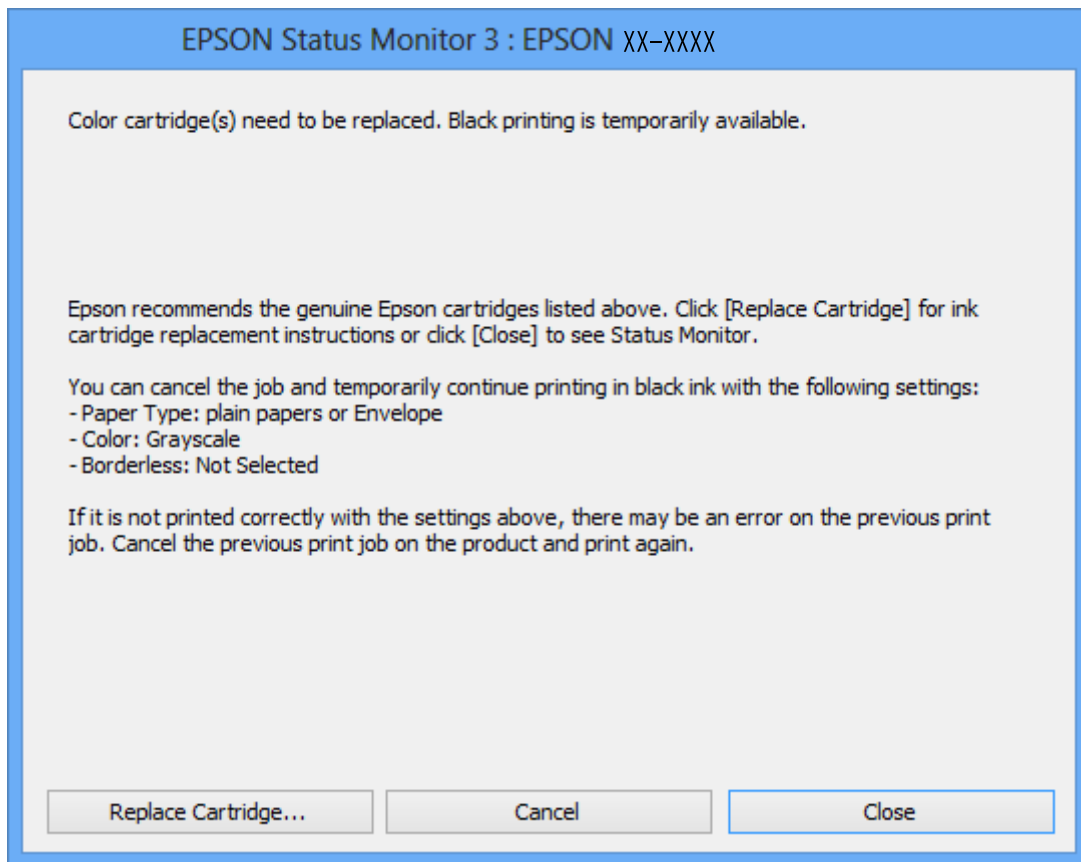 EPSON Status Monitor 3 : EPSON XX-XXXX
Color cartridge(s) need to be replaced. Black printing is temporarily available.
Epson recommends the genuine Epson cartridges listed above. Click [Replace Cartridge] for ink
cartridge replacement instructions or click [Close] to see Status Monitor.
You can cancel the job and temporarily continue printing in black ink with the following settings:
- Paper Type: plain papers or Envelope
- Color: Grayscale
- Borderless: Not Selected
If it is not printed correctly with the settings above, there may be an error on the previous print
job. Cancel the previous print job on the product and print again.
Replace Cartridge...
Cancel
Close